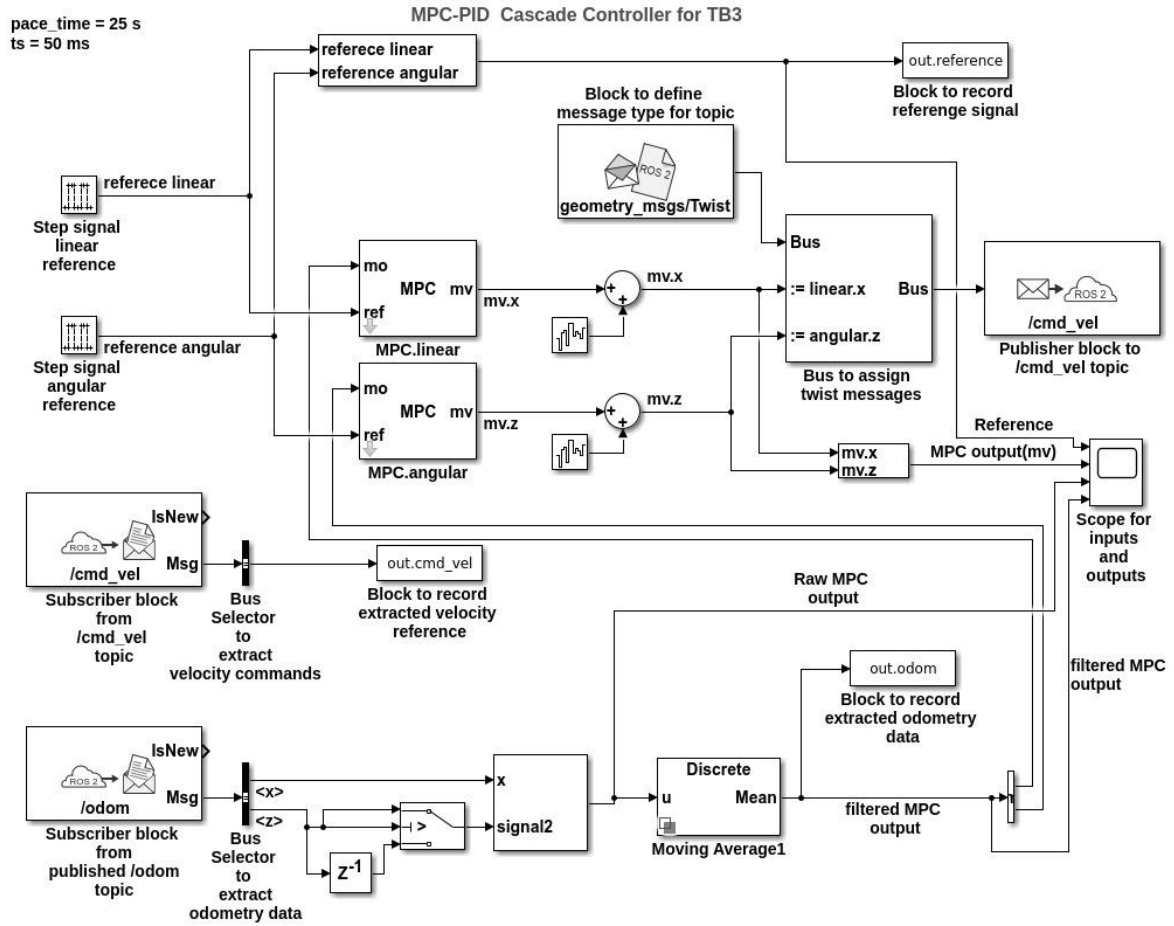 MPC-PID  Cascade Controller for TB3
pace_time = 25 s
ts = 50 ms
referece linear
reference angular
out.reference
Block to record
referenge signal
Block to define
message type for topic
ROS 2
geometry_msgs/Twist
referece linear
Step signal
linear
reference
Bus
:= linear.x
:= angular.z
Bus
Bus to assign
twist messages
ROS 2
/cmd_vel
Publisher block to
/cmd_vel topic
mo
ref
MPC
mv
MPC.linear
mv.x
+
+
mv.x
reference angular
Step signal
angular
reference
mo
ref
MPC
mv
MPC.angular
mv.z
+
+
mv.z
mv.x
mv.z
Reference
MPC output(mv)
Scope for
inputs
and
outputs
IsNew
ROS 2
Msg
/cmd_vel
Subscriber block
from
/cmd_vel
topic
Bus
Selector
to
extract
velocity commands
out.cmd_vel
Block to record
extracted velocity
reference
Raw MPC
output
filtered MPC
output
out.odom
Block to record
extracted odometry
data
IsNew
ROS 2
Msg
/odom
Subscriber block
from
published /odom
topic
<x>
<z>
Bus
Selector
to
extract
odometry data
>
Z-1
x
signal2
Discrete
u
Mean
Moving Average1
filtered MPC
output